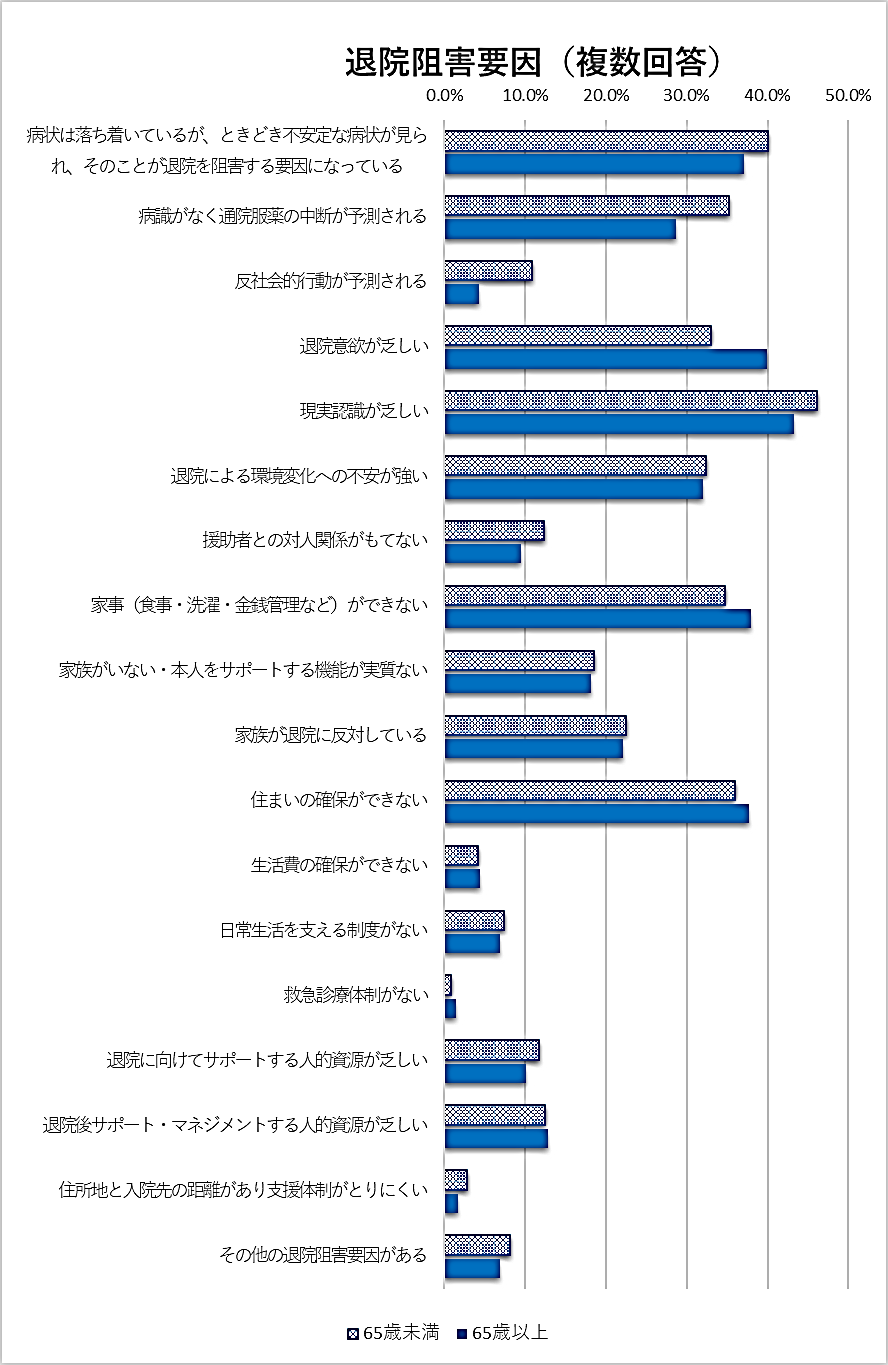 退院阻害要因（複数回答）
0.0% 10.0% 20.0% 30.0% 40.0% 50.0%
病状は落ち着いているが、ときどき不安定な病状が見ら
れ、そのことが退院を阻害する要因になっている
病識がなく通院服薬の中断が予測される
反社会的行動が予測される
退院意欲が乏しい
現実認識が乏しい
退院による環境変化への不安が強い
援助者との対人関係がもてない
家事（食事・洗濯・金銭管理など）ができない
家族がいない・本人をサポートする機能が実質ない
家族が退院に反対している
住まいの確保ができない
生活費の確保ができない
日常生活を支える制度がない
救急診療体制がない
退院に向けてサポートする人的資源が乏しい
退院後サポート・マネジメントする人的資源が乏しい
住所地と入院先の距離があり支援体制がとりにくい
その他の退院阻害要因がある
65歳未満 65歳以上